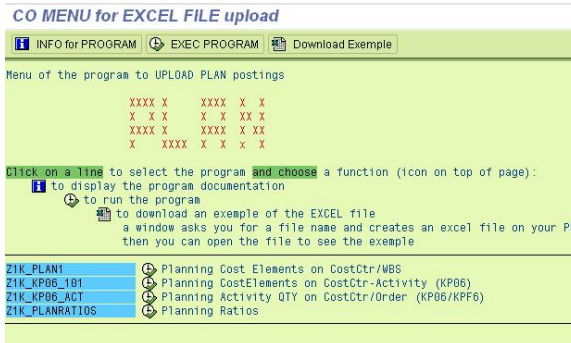 CO MENU for EXCEL FILE upload
INFO for PROGRAM EXEC PROGRAM Download Exemple
Menu of the program to UPLOAD PLAN postings
XXXX X XXXX X X
X X X X X XX X
XXXX X XXXX X XX
X XXXX X X x X
Click on a line to select the program and choose a function (icon on top of page):
to display the program documentation
to run the program
to download an exemple of the EXCEL file
a window asks you for a file name and creates an excel file on your P
then you can open the file to see the exemple
Z1K_PLAN1 Planning Cost Elements on CostCtr/WBS
Z1K_KP06_101 Planning CostElements on CostCtr-Activity (KP06)
Z1K_KP06_ACT Planning Activity QTY on CostCtr/Order (KP06/KPF6)
Z1K_PLANRATIOS Planning Ratios